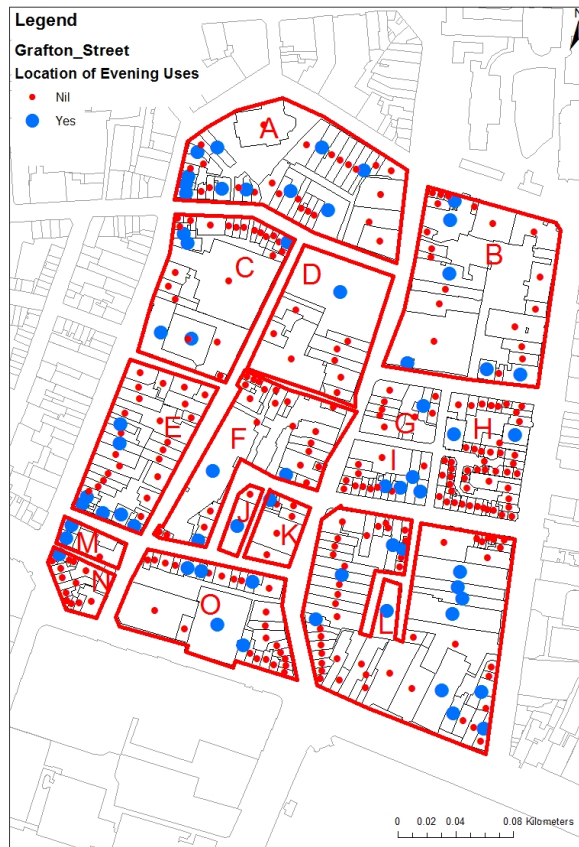 Legend
N
Grafton_Street
Location of Evening Uses
Nil
Yes
A
B
C
D
E
F
G
H
I
J
K
L
M
N
O
0 0.02 0.04 0.08 Kilometers